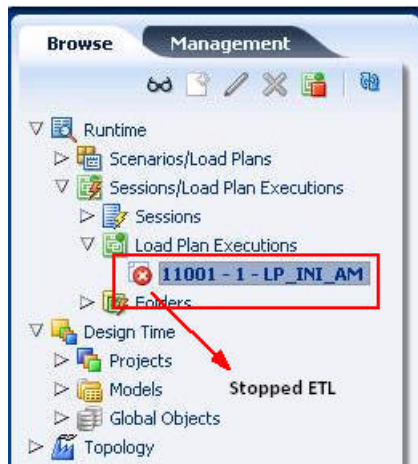 Browse Management
Runtime
Scenarios/Load Plans
Sessions/Load Plan Executions
Sessions
Load Plan Executions
11001 - 1 - LP_INI_AM
Folders
Design Time
Projects
Models
Stopped ETL
Global Objects
Topology